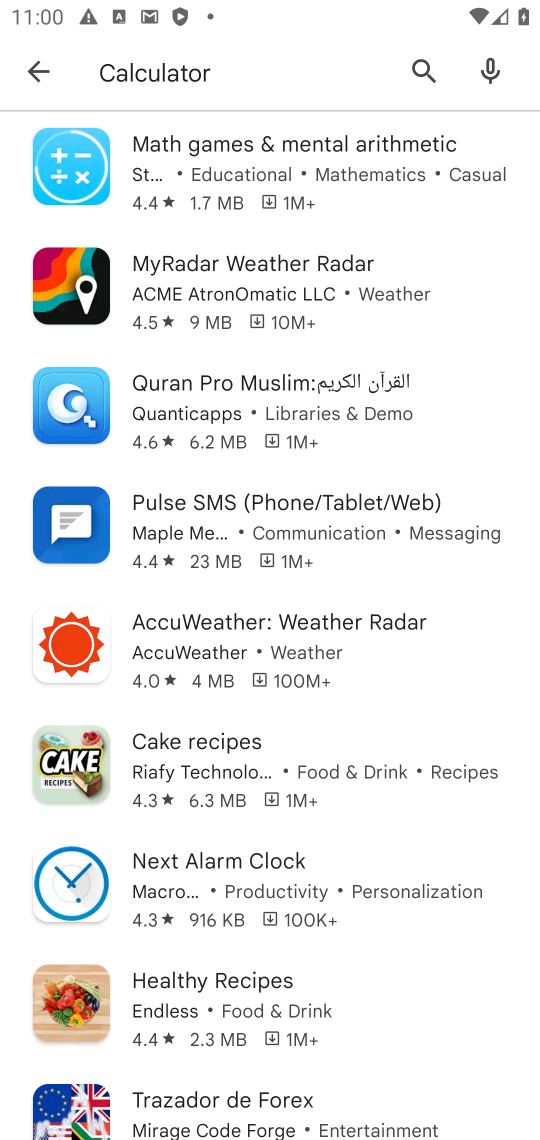 11:00
Calculator
Math games & mental arithmetic
St... • Educational • Mathematics • Casual
4.4★ 1.7 MB 1M+
MyRadar Weather Radar
ACME AtronOmatic LLC • Weather
4.5★ 9 MB 10M+
Quran Pro Muslim:القرآن الكريم
Quanticapps • Libraries & Demo
4.6★ 6.2 MB 1M+
Pulse SMS (Phone/Tablet/Web)
Maple Me... • Communication • Messaging
4.4★ 23 MB 1M+
AccuWeather: Weather Radar
AccuWeather • Weather
4.0★ 4 MB 100M+
CAKE
RECIPES
Cake recipes
Riafy Technolo... • Food & Drink • Recipes
4.3★ 6.3 MB 1M+
Next Alarm Clock
Macro... • Productivity • Personalization
4.3★ 916 KB 100K+
Healthy Recipes
Endless • Food & Drink
4.4★ 2.3 MB 1M+
Trazador de Forex
Mirage Code Forge • Entertainment